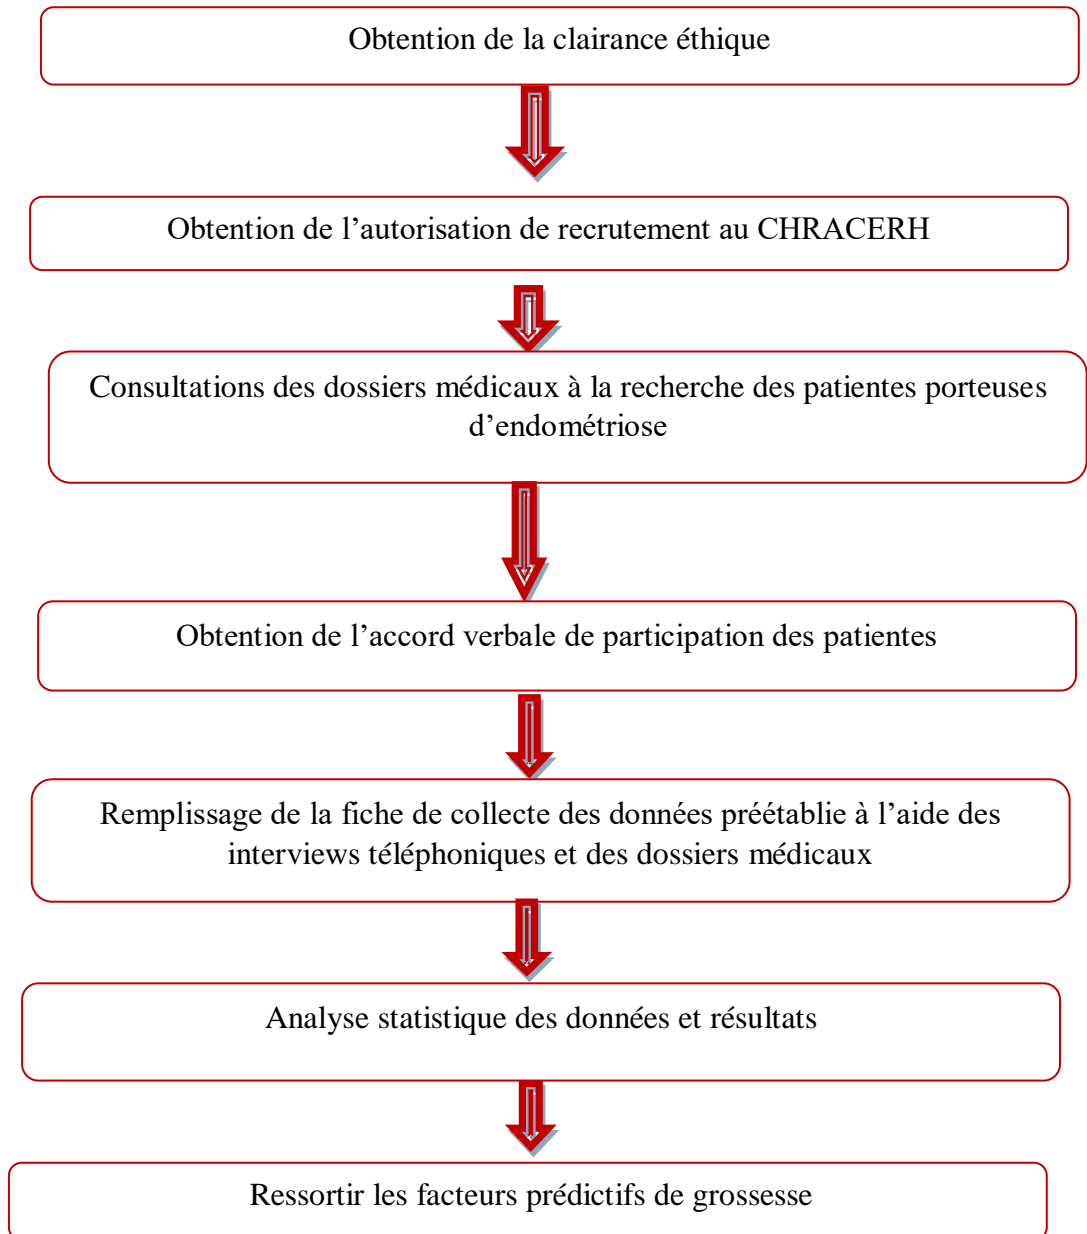 Obtention de la clairance éthique
Obtention de l’autorisation de recrutement au CHRACERH
Consultations des dossiers médicaux à la recherche des patientes porteuses
d’endométriose
Obtention de l’accord verbale de participation des patientes
Remplissage de la fiche de collecte des données préétablie à l’aide des
interviews téléphoniques et des dossiers médicaux
Analyse statistique des données et résultats
Ressortir les facteurs prédictifs de grossesse